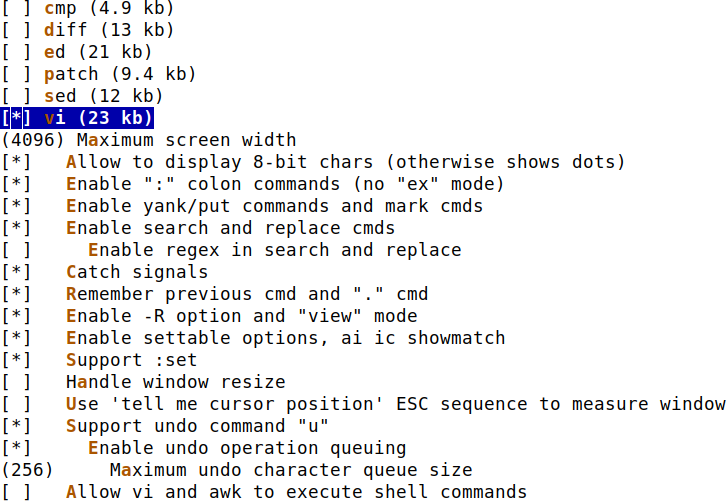 [ ] cmp (4.9 kb)
[ ] diff (13 kb)
[ ] ed (21 kb)
[ ] patch (9.4 kb)
[ ] sed (12 kb)
[*] vi (23 kb)
(4096) Maximum screen width
[*]   Allow to display 8-bit chars (otherwise shows dots)
[*]   Enable ":" colon commands (no "ex" mode)
[*]   Enable yank/put commands and mark cmds
[*]   Enable search and replace cmds
[ ]     Enable regex in search and replace
[*]   Catch signals
[*]   Remember previous cmd and "." cmd
[*]   Enable -R option and "view" mode
[*]   Enable settable options, ai ic showmatch
[*]   Support :set
[ ]   Handle window resize
[ ]   Use 'tell me cursor position' ESC sequence to measure window
[*]   Support undo command "u"
[*]     Enable undo operation queuing
(256)     Maximum undo character queue size
[ ]   Allow vi and awk to execute shell commands